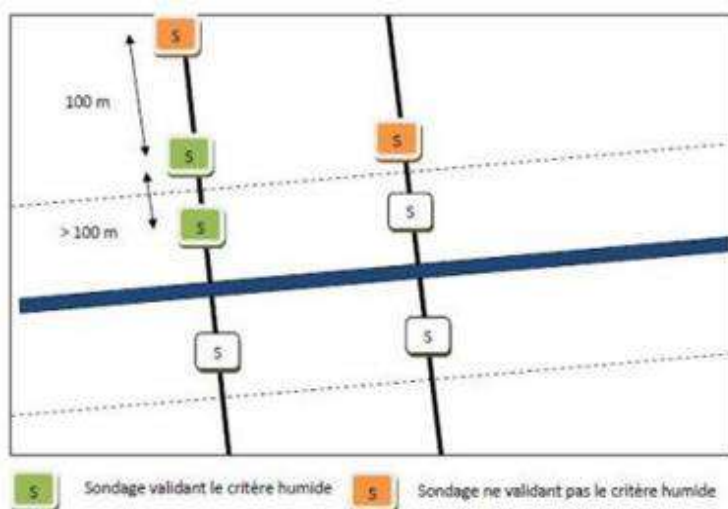 S
100 m
S
S
S
> 100 m
S
S
S
S
S Sondage validant le critère humide S Sondage ne validant pas le critère humide